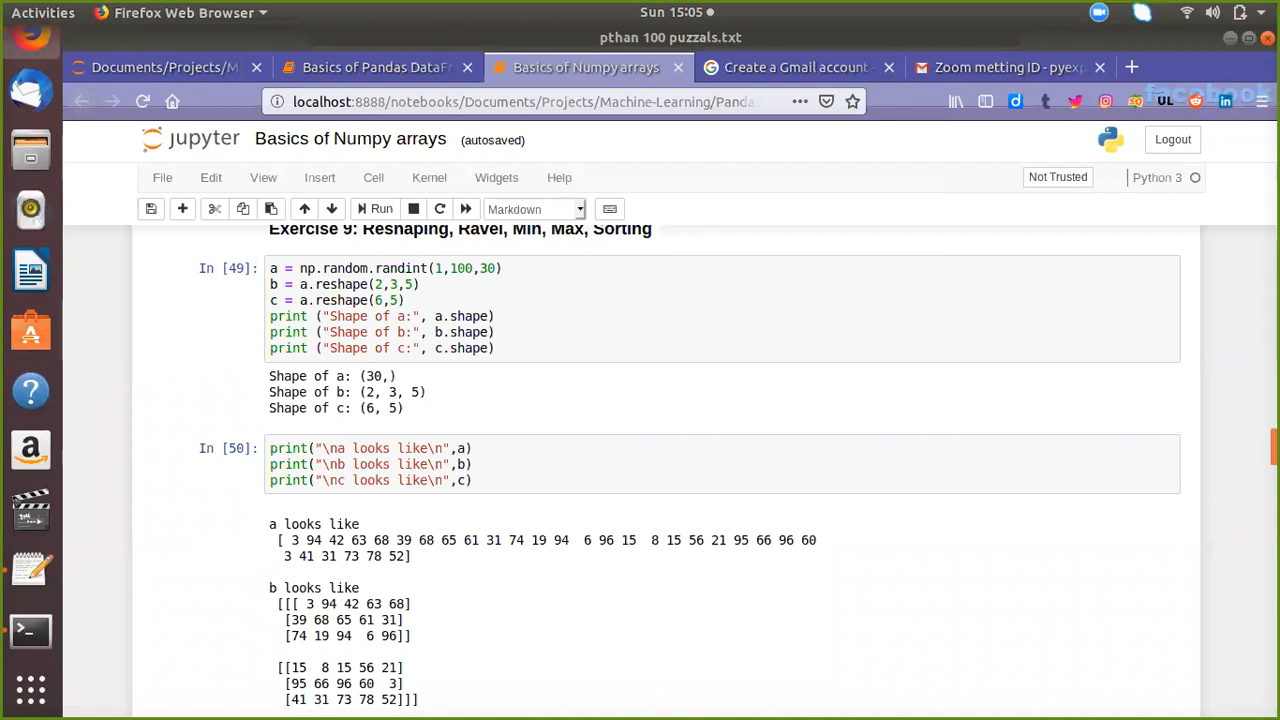 Activities
Firefox Web Browser
Sun 15:05
pthan 100 puzzals.txt
Documents/Projects/M
Basics of Pandas DataFr
Basics of Numpy arrays
Create a Gmail account -
Zoom metting ID - pyexp
localhost:8888/notebooks/Documents/Projects/Machine-Learning/Panda
facebook
UL
jupyter
Basics of Numpy arrays
(autosaved)
Logout
File
Edit
View
Insert
Cell
Kernel
Widgets
Help
Not Trusted
Python 3
Run
Markdown
Exercise 9: Reshaping, Ravel, Min, Max, Sorting
In [49]:
a = np.random.randint(1,100,30)
b = a.reshape(2,3,5)
c = a.reshape(6,5)
print ("Shape of a:", a.shape)
print ("Shape of b:", b.shape)
print ("Shape of c:", c.shape)
Shape of a: (30,)
Shape of b: (2, 3, 5)
Shape of c: (6, 5)
In [50]:
print("\na looks like\n",a)
print("\nb looks like\n",b)
print("\nc looks like\n",c)
a looks like
[ 3 94 42 63 68 39 68 65 61 31 74 19 94  6 96 15  8 15 56 21 95 66 96 60
3 41 31 73 78 52]
b looks like
[[[ 3 94 42 63 68]
[39 68 65 61 31]
[74 19 94  6 96]]
[[15  8 15 56 21]
[95 66 96 60  3]
[41 31 73 78 52]]]